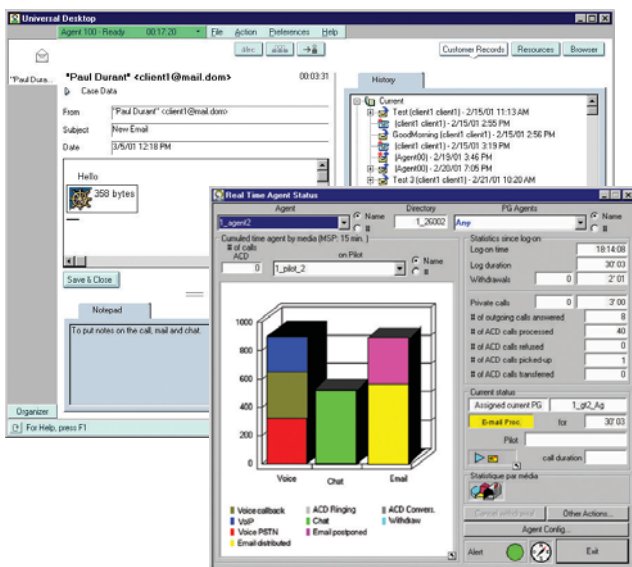 Universal Desktop
Agent 100 - Ready 00:17:20 File Action Preferences Help
abc
Customer Records Resources Browser
"Paul Dura...
"Paul Durant" <client1@mail.dom> 00:03:31
Case Data
From "Paul Durant" <client1@mail.dom>
Subject New Email
Date 3/5/01 12:18 PM
Hello
358 bytes
Save & Close
Notepad
To put notes on the call, mail and chat.
Organizer
For Help, press F1
History
Current
Test (client1 client1) - 2/15/01 11:13 AM
(client1 client1) - 2/15/01 2:55 PM
GoodMorning (client1 client1) - 2/15/01 2:56 PM
(client1 client1) - 2/15/01 3:19 PM
(Agent00) - 2/19/01 3:46 PM
(Agent00) - 2/20/01 7:05 PM
Test 3 (client1 client1) - 2/21/01 10:20 AM
Real Time Agent Status
Agent Directory PG Agents
1_agent2 Name # 1_26002 Any Name #
Cumuled time agent by media (MSP: 15 min. )
# of calls
ACD on Pilot
0 1_pilot_2 Name #
1000
800
600
400
200
0
Voice Chat Email
Voice callback ACD Ringing ACD Convers.
VoIP Chat Withdraw
Voice PSTN Email postponed
Email distributed
Statistics since log-on
Log-on time 18:14:08
Log duration 30'03
Withdrawals 0 2'01
Private calls 0 3'00
# of outgoing calls answered 8
# of ACD calls processed 40
# of ACD calls refused 0
# of ACD calls picked-up 1
# of ACD calls transferred 0
Current status
Assigned current PG 1_gt2_Ag
E-mail Proc. for 30'03
Pilot
call duration
Statistique par média
Cancel withdrawal Other Actions...
Agent Config...
Alert Exit